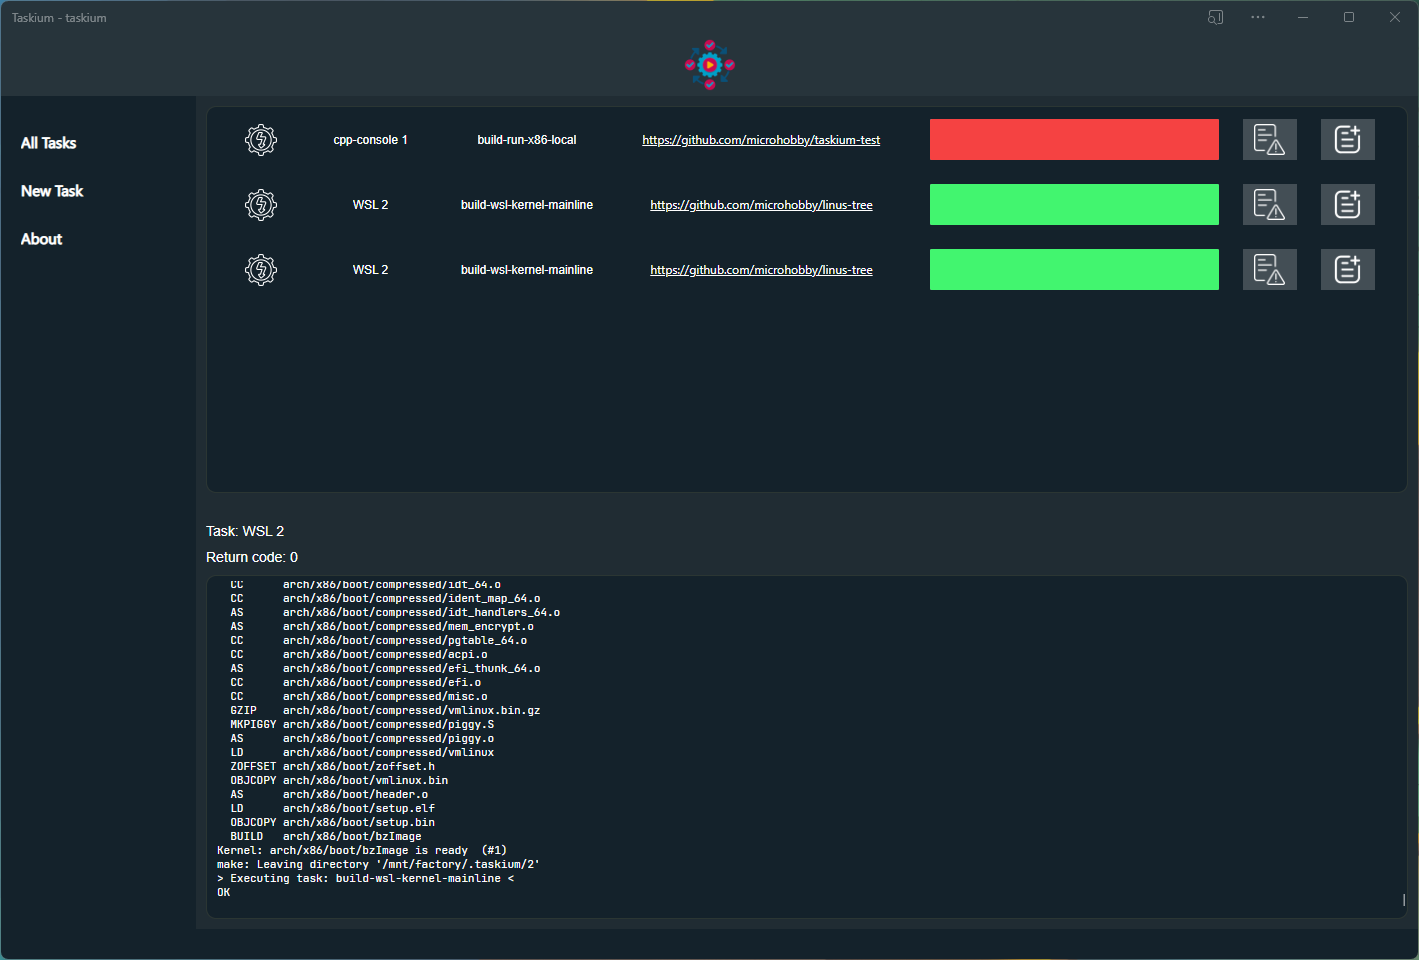 Taskium - taskium
All Tasks
New Task
About
cpp-console 1 build-run-x86-local https://github.com/microhobby/taskium-test
WSL 2 build-wsl-kernel-mainline https://github.com/microhobby/linus-tree
WSL 2 build-wsl-kernel-mainline https://github.com/microhobby/linus-tree
Task: WSL 2
Return code: 0
CC arch/x86/boot/compressed/idt_64.o
CC arch/x86/boot/compressed/ident_map_64.o
AS arch/x86/boot/compressed/idt_handlers_64.o
AS arch/x86/boot/compressed/mem_encrypt.o
CC arch/x86/boot/compressed/pgtable_64.o
CC arch/x86/boot/compressed/acpi.o
AS arch/x86/boot/compressed/efi_thunk_64.o
CC arch/x86/boot/compressed/efi.o
CC arch/x86/boot/compressed/misc.o
GZIP arch/x86/boot/compressed/vmlinux.bin.gz
MKPIGGY arch/x86/boot/compressed/piggy.S
AS arch/x86/boot/compressed/piggy.o
LD arch/x86/boot/compressed/vmlinux
ZOFFSET arch/x86/boot/zoffset.h
OBJCOPY arch/x86/boot/vmlinux.bin
AS arch/x86/boot/header.o
LD arch/x86/boot/setup.elf
OBJCOPY arch/x86/boot/setup.bin
BUILD arch/x86/boot/bzImage
Kernel: arch/x86/boot/bzImage is ready (#1)
make: Leaving directory '/mnt/factory/.taskium/2'
> Executing task: build-wsl-kernel-mainline <
OK